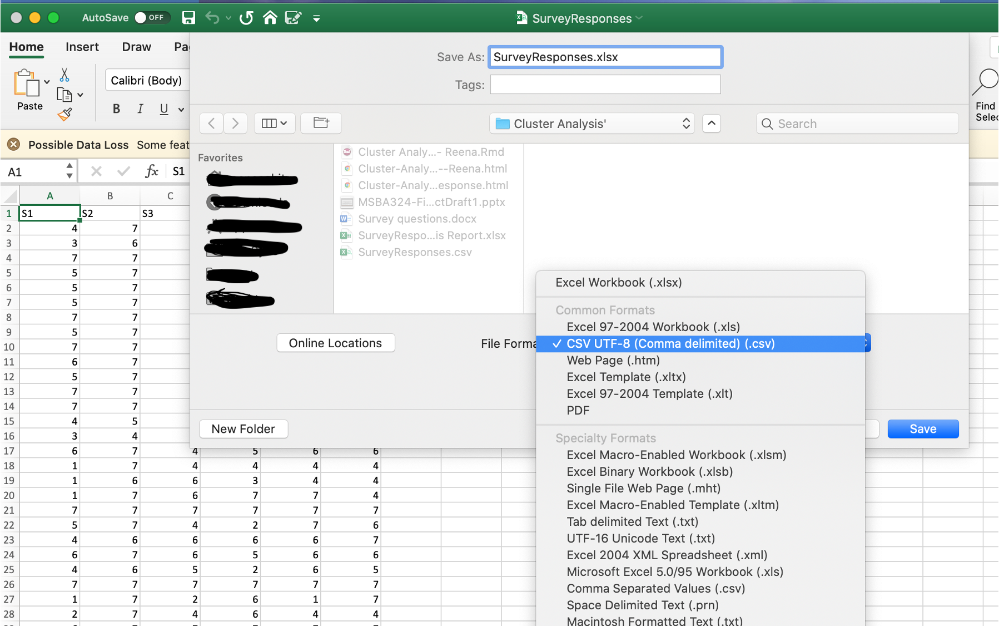 AutoSave OFF SurveyResponses
Home Insert Draw
Save As: SurveyResponses.xlsx
Tags:
Paste
Calibri (Body)
B I U
Find
Cluster Analysis'
Search
Possible Data Loss Some feat
Favorites
Cluster Analy...- Reena.Rmd
Cluster-Analy...--Reena.html
Cluster-Analy...esponse.html
MSBA324-Fi...ctDraft1.pptx
Survey questions.docx
SurveyRespo...is Report.xlsx
SurveyResponses.csv
A1 fx S1
A B C
1 S1 S2 S3
2 4 7
3 3 6
4 7 7
5 5 7
6 5 7
7 5 7
8 7 7
9 5 7
10 7 7
11 6 7
12 5 7
13 7 7
14 7 7
15 4 5
16 3 4
17 6 7 4 5 6 6
18 1 7 4 4 4 4
19 1 6 6 3 4 4
20 1 7 6 7 7 4
21 7 7 7 7 7 7
22 5 7 4 2 7 6
23 4 6 6 6 6 7
24 6 7 6 5 6 6
25 4 6 5 2 6 5
26 7 7 7 7 7 7
27 1 7 2 6 1 7
28 2 7 4 6 4 4
Online Locations
File Forma
Excel Workbook (.xlsx)
Common Formats
Excel 97-2004 Workbook (.xls)
✓ CSV UTF-8 (Comma delimited) (.csv)
Web Page (.htm)
Excel Template (.xltx)
Excel 97-2004 Template (.xlt)
PDF
Specialty Formats
Excel Macro-Enabled Workbook (.xlsm)
Excel Binary Workbook (.xlsb)
Single File Web Page (.mht)
Excel Macro-Enabled Template (.xltm)
Tab delimited Text (.txt)
UTF-16 Unicode Text (.txt)
Excel 2004 XML Spreadsheet (.xml)
Microsoft Excel 5.0/95 Workbook (.xls)
Comma Separated Values (.csv)
Space Delimited Text (.prn)
Macintosh Formatted Text (.txt)
New Folder
Save